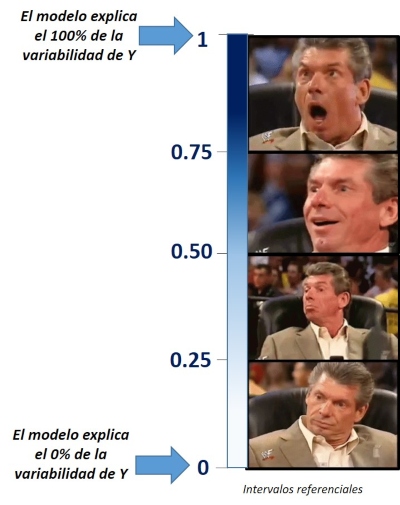 El modelo explica
el 100% de la
variabilidad de Y
1
0.75
0.50
0.25
El modelo explica
el 0% de la
variabilidad de Y
0
Intervalos referenciales